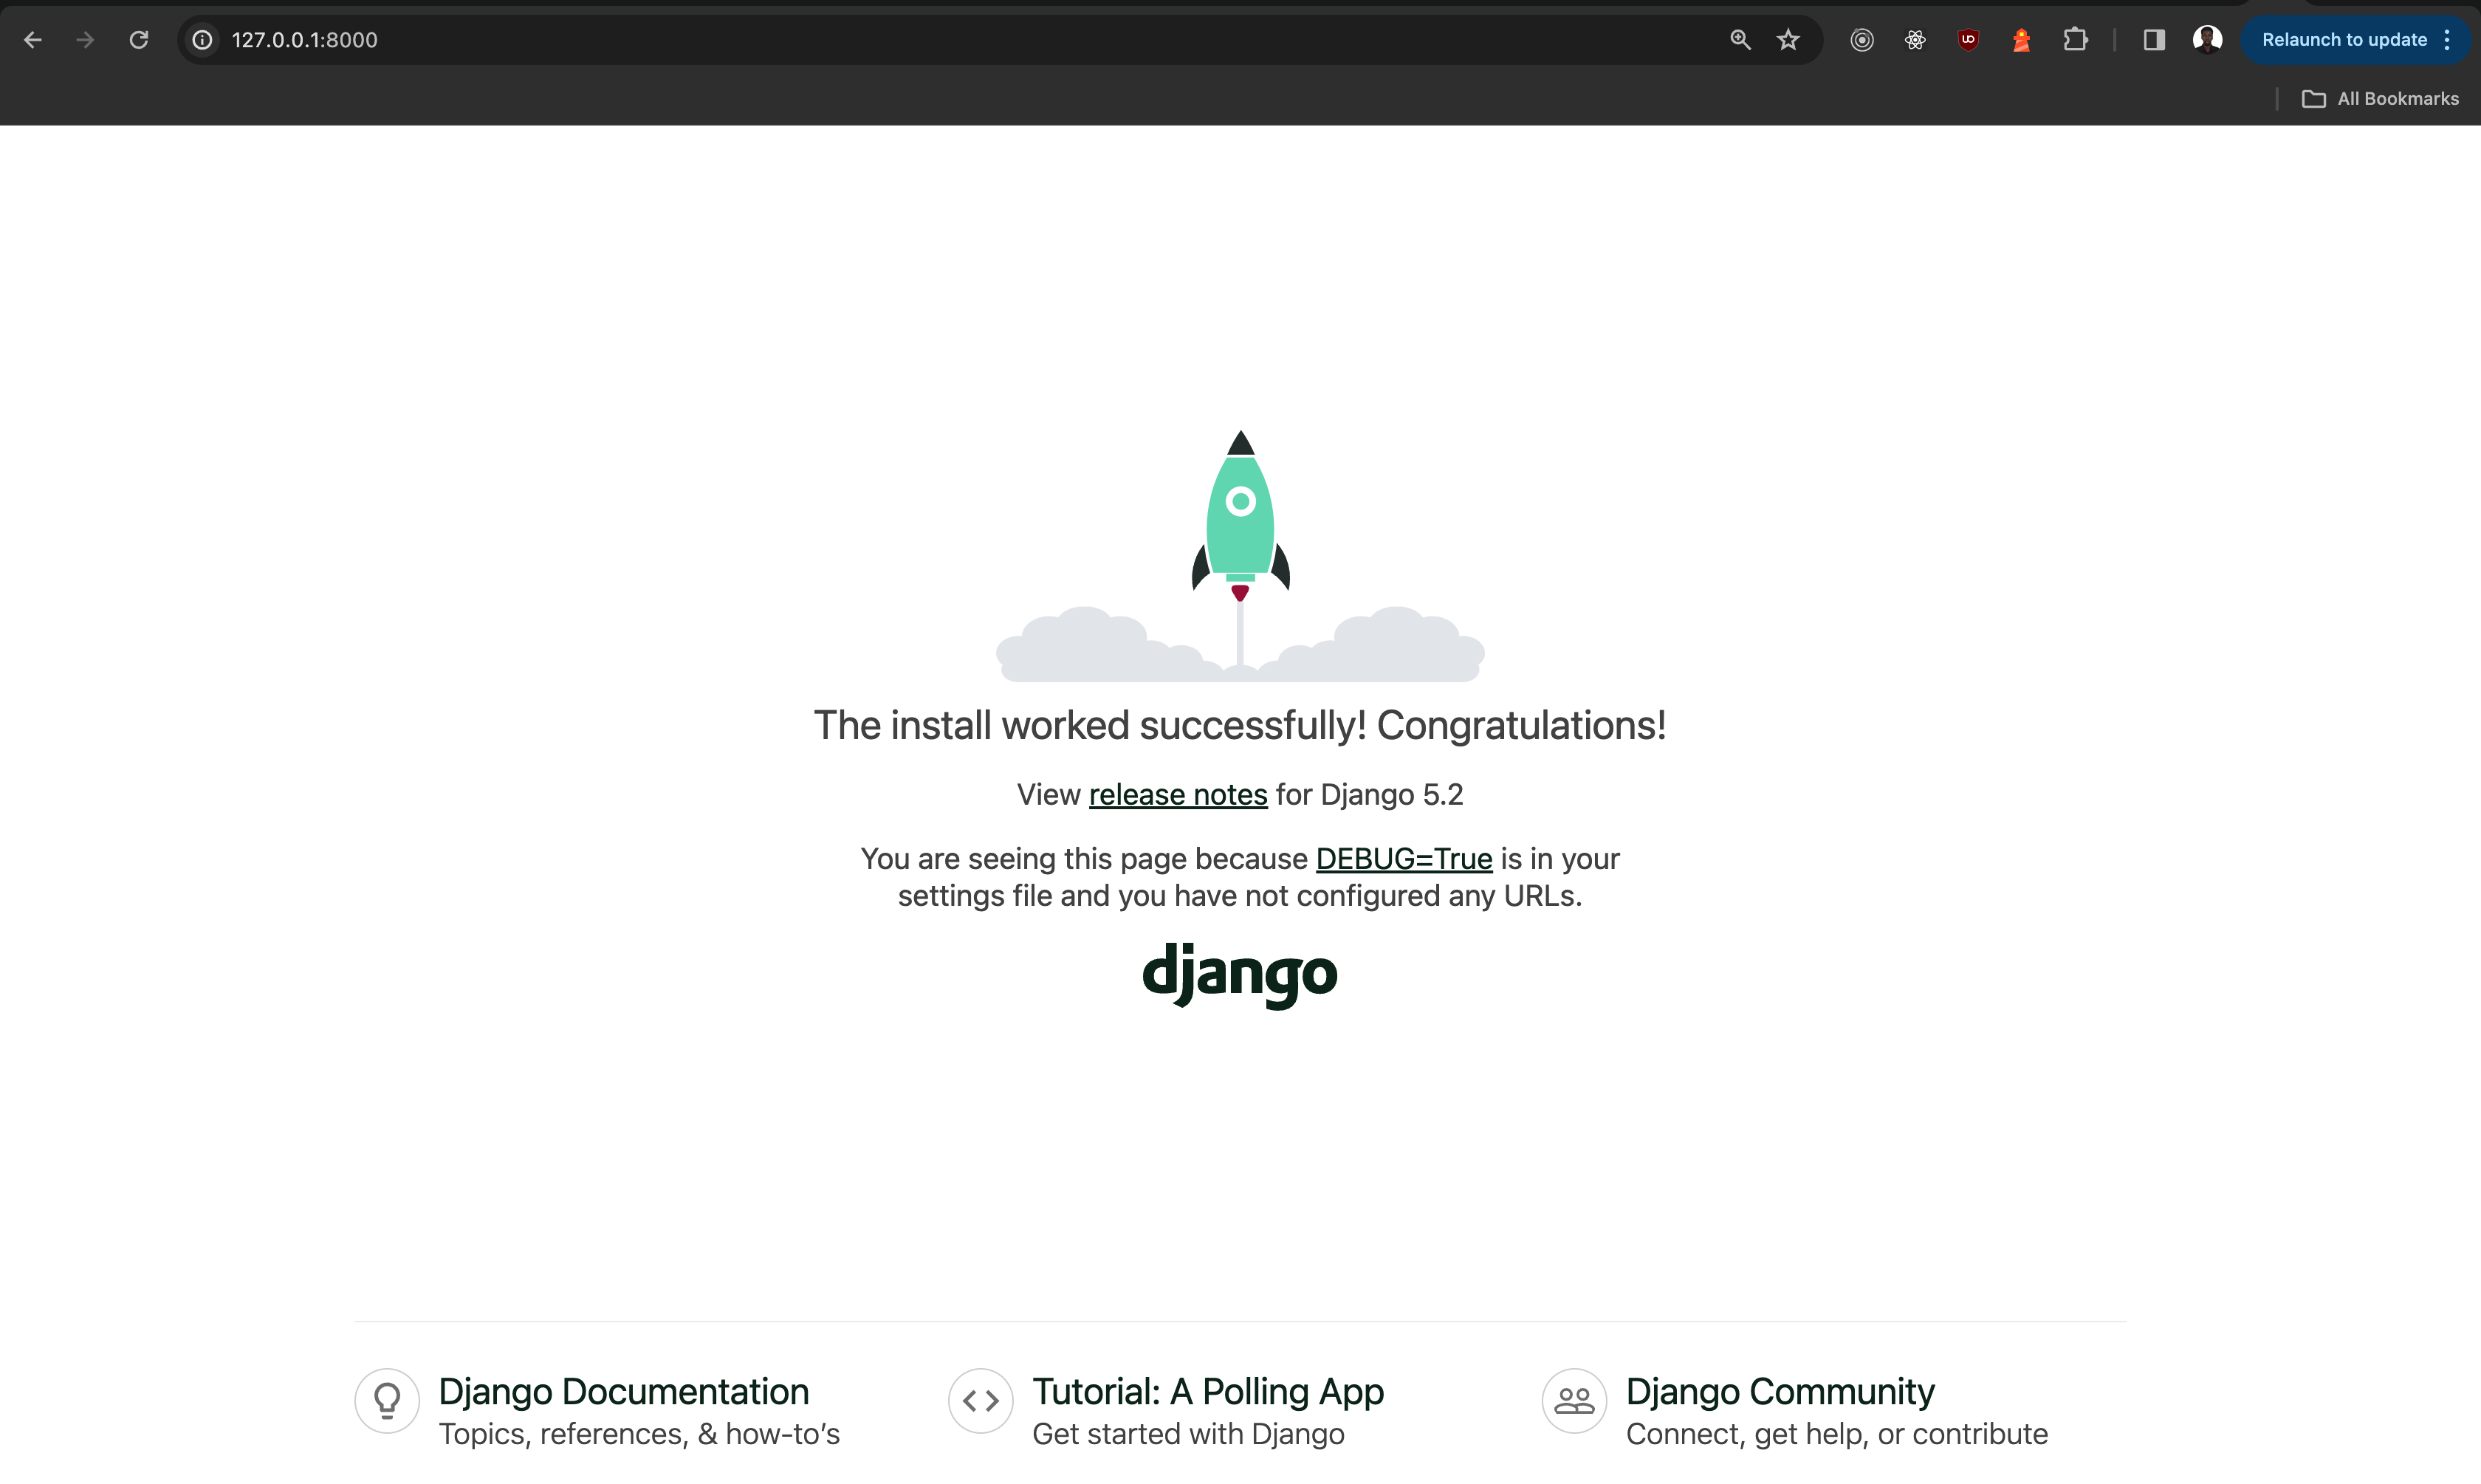 127.0.0.1:8000
Relaunch to update
All Bookmarks
The install worked successfully! Congratulations!
View release notes for Django 5.2
You are seeing this page because DEBUG=True is in your
settings file and you have not configured any URLs.
django
Django Documentation
Topics, references, & how-to’s
Tutorial: A Polling App
Get started with Django
Django Community
Connect, get help, or contribute